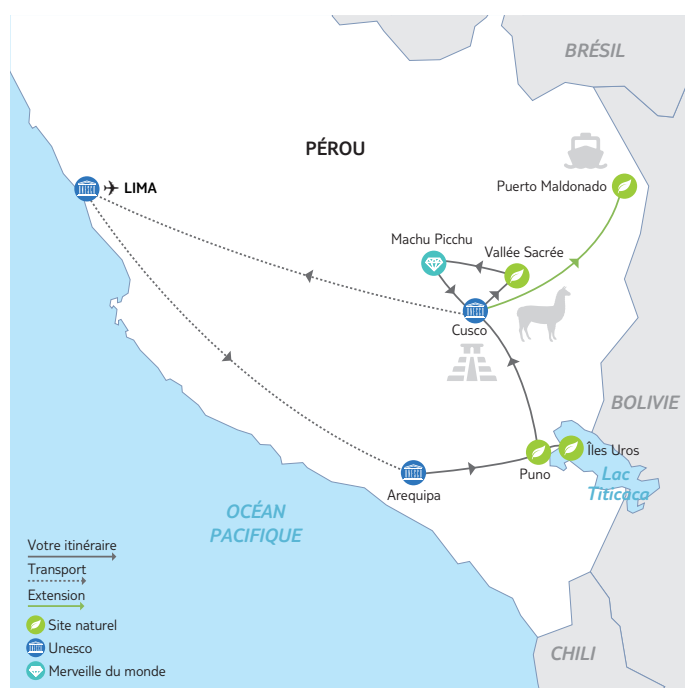 BRÉSIL
PÉROU
Puerto Maldonado
LIMA
Machu Picchu
Vallée Sacrée
Cusco
BOLIVIE
Îles Uros
Puno
Lac
Titicaca
Arequipa
OCÉAN
PACIFIQUE
Votre itinéraire
Transport
Extension
Site naturel
Unesco
Merveille du monde
CHILI